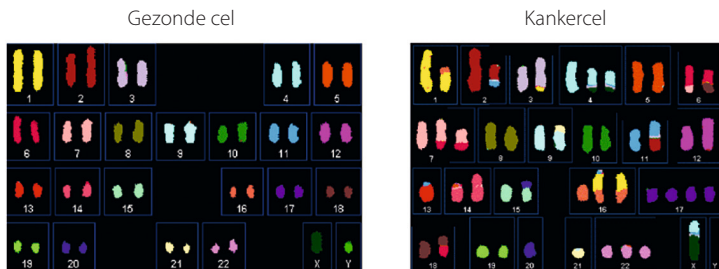 Gezonde cel
1 2 3 4 5
6 7 8 9 10 11 12
13 14 15 16 17 18
19 20 21 22 X Y
Kankercel
1 2 3 4 5 6
7 8 9 10 11 12
13 14 15 16 17
18 19 20 21 22 X Y